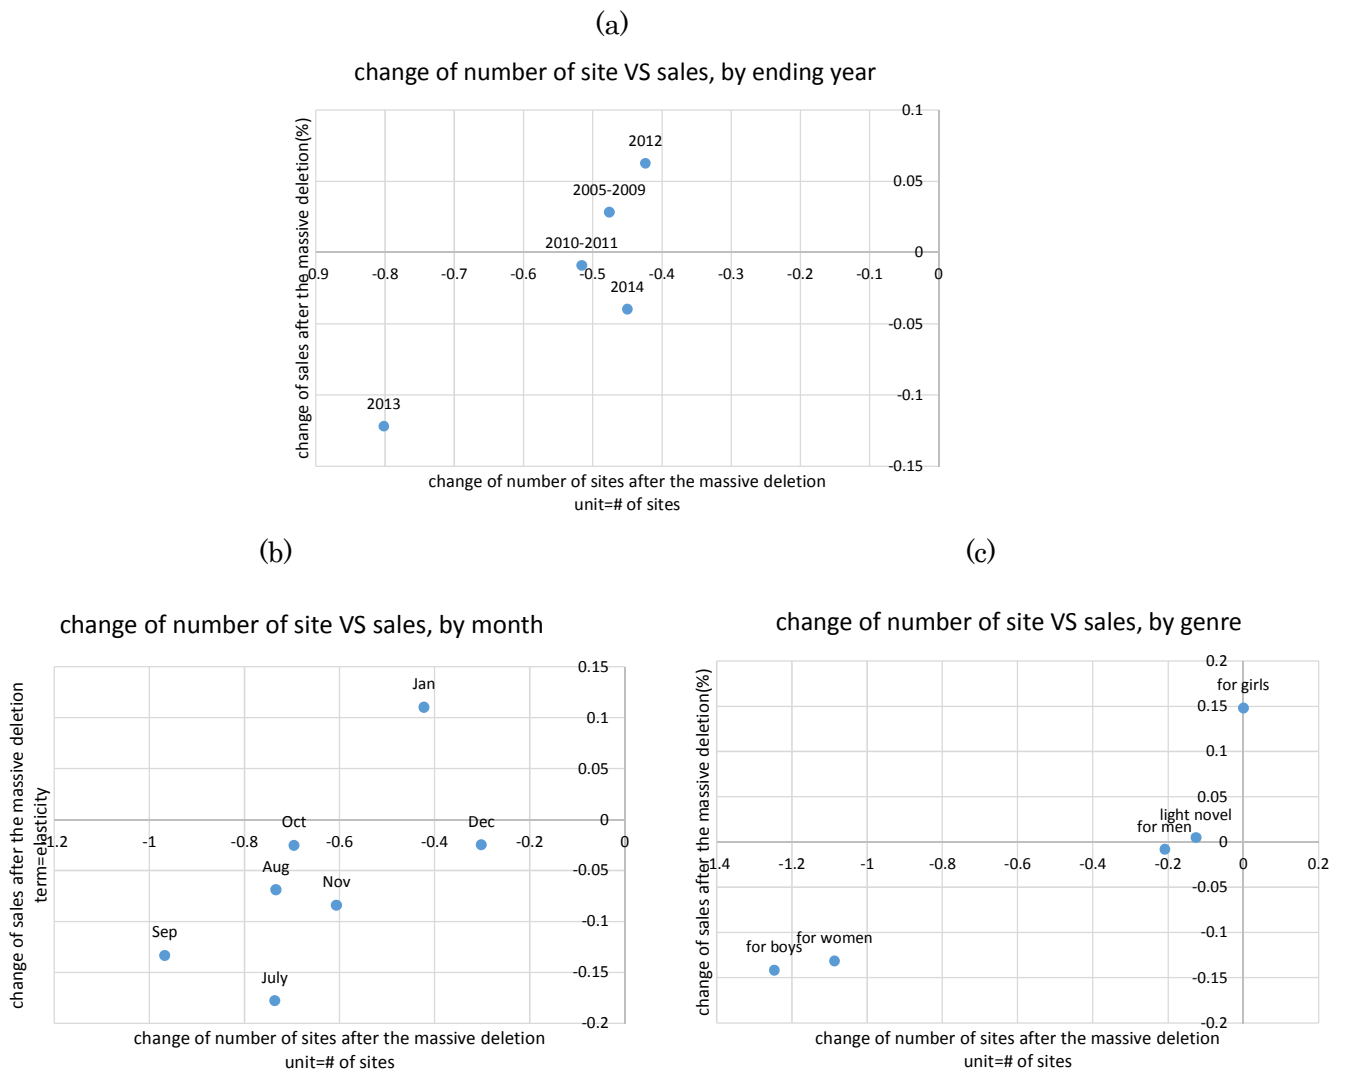 (a)
change of number of site VS sales, by ending year
change of sales after the massive deletion(%)
0.1
0.05
0
-0.05
-0.1
-0.15
2012
2005-2009
2010-2011
2014
2013
-0.9
-0.8
-0.7
-0.6
-0.5
-0.4
-0.3
-0.2
-0.1
0
change of number of sites after the massive deletion
unit=# of sites
(b)
change of number of site VS sales, by month
change of sales after the massive deletion
term=elasticity
0.15
0.1
0.05
0
-0.05
-0.1
-0.15
-0.2
Jan
Oct
Dec
Aug
Nov
Sep
July
-1.2
-1
-0.8
-0.6
-0.4
-0.2
0
change of number of sites after the massive deletion
unit=# of sites
(c)
change of number of site VS sales, by genre
change of sales after the massive deletion(%)
0.2
0.15
0.1
0.05
0
-0.05
-0.1
-0.15
-0.2
for girls
light novel
for men
for boys
for women
-1.4
-1.2
-1
-0.8
-0.6
-0.4
-0.2
0
0.2
change of number of sites after the massive deletion
unit=# of sites